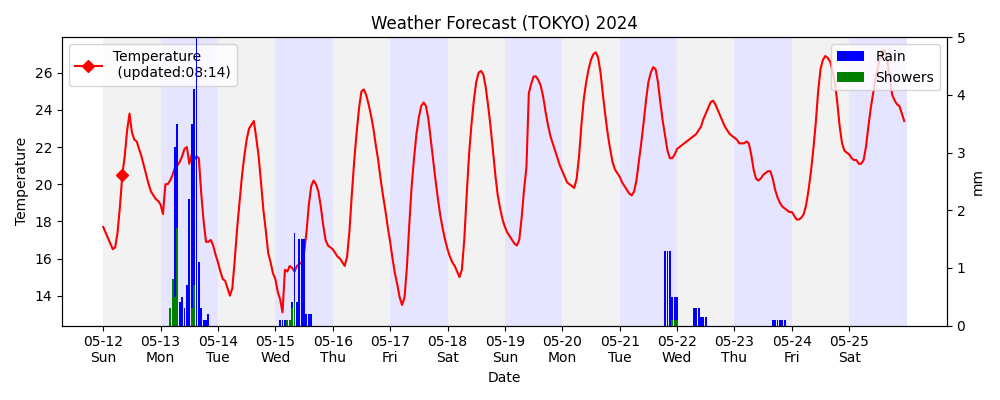 Weather Forecast (TOKYO) 2024
Temperature
(updated:08:14)
Rain
Showers
Temperature
26
24
22
20
18
16
14
5
4
3
2
1
0
mm
05-12 05-13 05-14 05-15 05-16 05-17 05-18 05-19 05-20 05-21 05-22 05-23 05-24 05-25
Sun Mon Tue Wed Thu Fri Sat Sun Mon Tue Wed Thu Fri Sat
Date